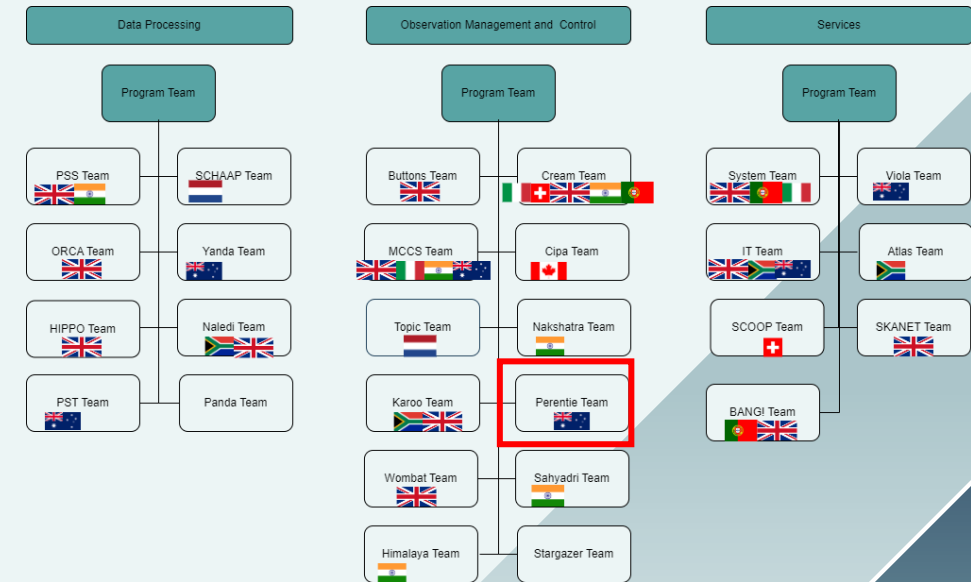 Data Processing
Observation Management and  Control
Services
Program Team
Program Team
Program Team
PSS Team
SCHAAP Team
Buttons Team
Cream Team
System Team
Viola Team
ORCA Team
Yanda Team
MCCS Team
Cipa Team
IT Team
Atlas Team
HIPPO Team
Naledi Team
Topic Team
Nakshatra Team
SCOOP Team
SKANET Team
PST Team
Panda Team
Karoo Team
Perentie Team
BANG! Team
Wombat Team
Sahyadri Team
Himalaya Team
Stargazer Team